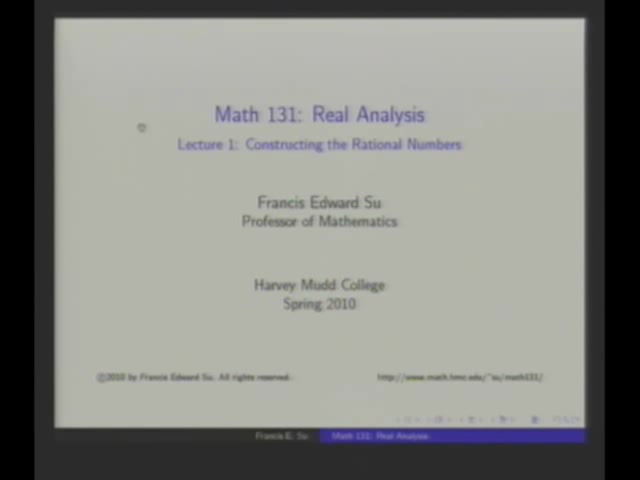 Math 131: Real Analysis
Lecture 1: Constructing the Rational Numbers
Francis Edward Su
Professor of Mathematics
Harvey Mudd College
Spring 2010
©2010 by Francis Edward Su. All rights reserved.
http://www.math.hmc.edu/~su/math131/
Francis E. Su
Math 131: Real Analysis